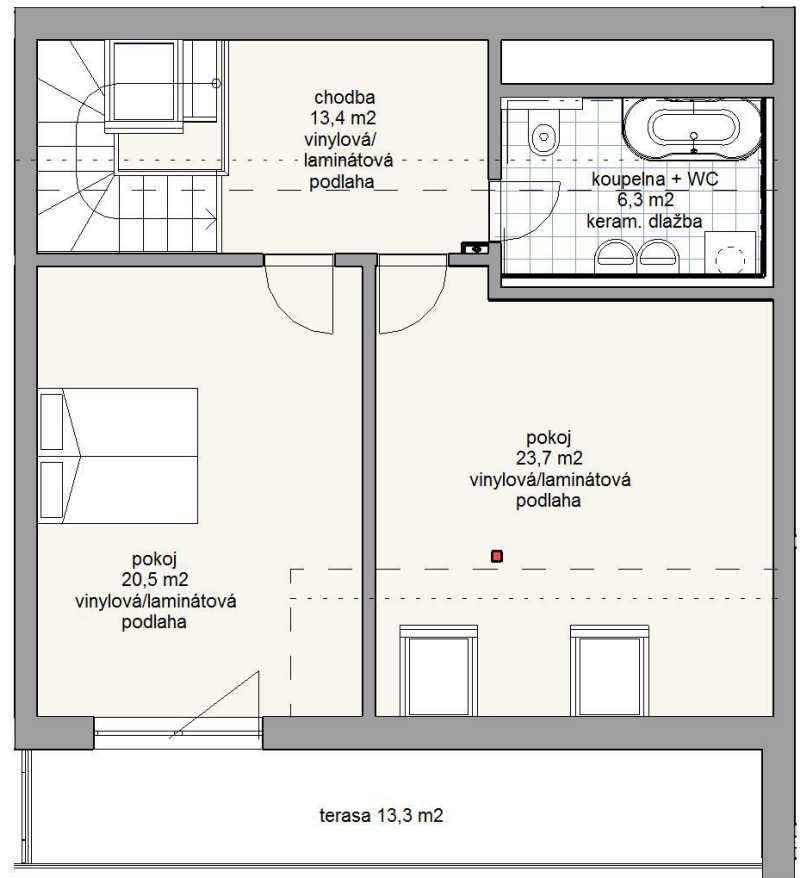 chodba
13,4 m2
vinylová/
laminátová
podlaha
koupelna + WC
6,3 m2
keram. dlažba
pokoj
23,7 m2
vinylová/laminátová
podlaha
pokoj
20,5 m2
vinylová/laminátová
podlaha
terasa 13,3 m2